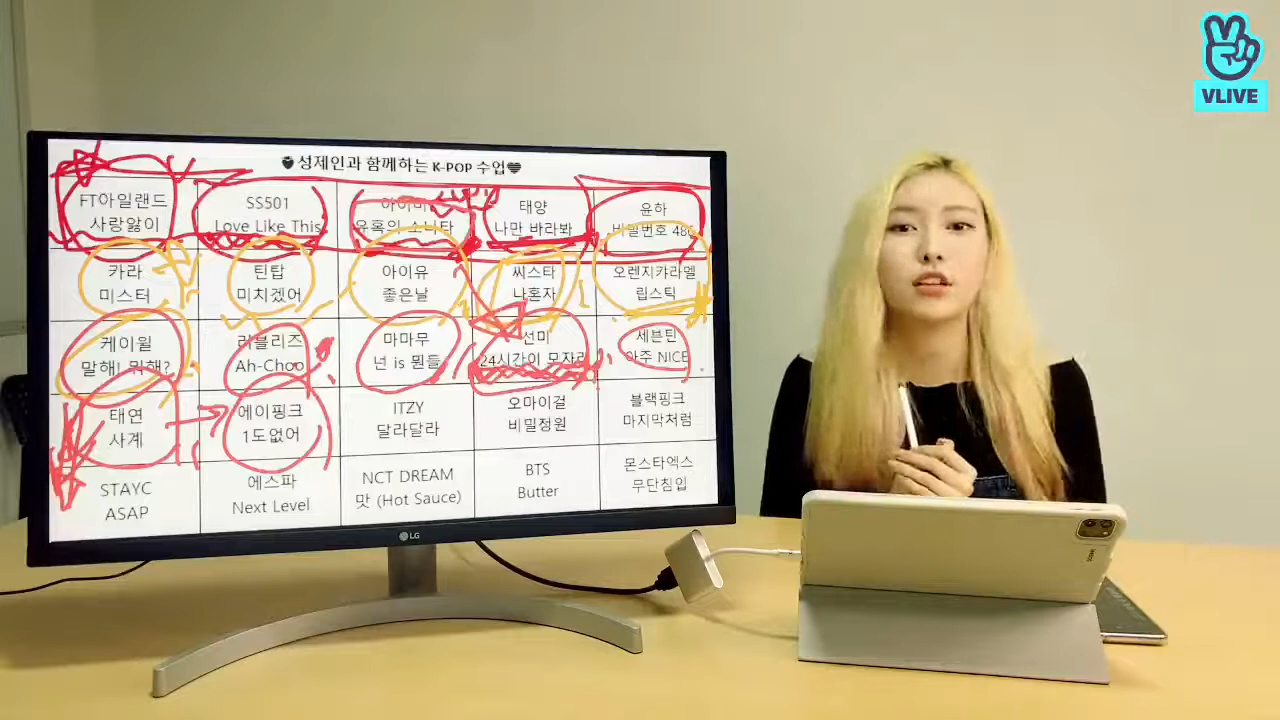 VLIVE
성제인과 함께하는 K-POP 수업
FT아일랜드
사랑앓이
SS501
Love Like This
유혹의 소나타
태양
나만 바라봐
윤하
비밀번호 486
카라
미스터
틴탑
미치겠어
아이유
좋은날
씨스타
나혼자
오렌지카라멜
립스틱
케이윌
말해! 뭐해?
러블리즈
Ah-Choo
마마무
넌 is 뭔들
선미
24시간이 모자라
세븐틴
아주 NICE
태연
사계
에이핑크
1도없어
ITZY
달라달라
오마이걸
비밀정원
블랙핑크
마지막처럼
STAYC
ASAP
에스파
Next Level
NCT DREAM
맛 (Hot Sauce)
BTS
Butter
몬스타엑스
무단침입
LG